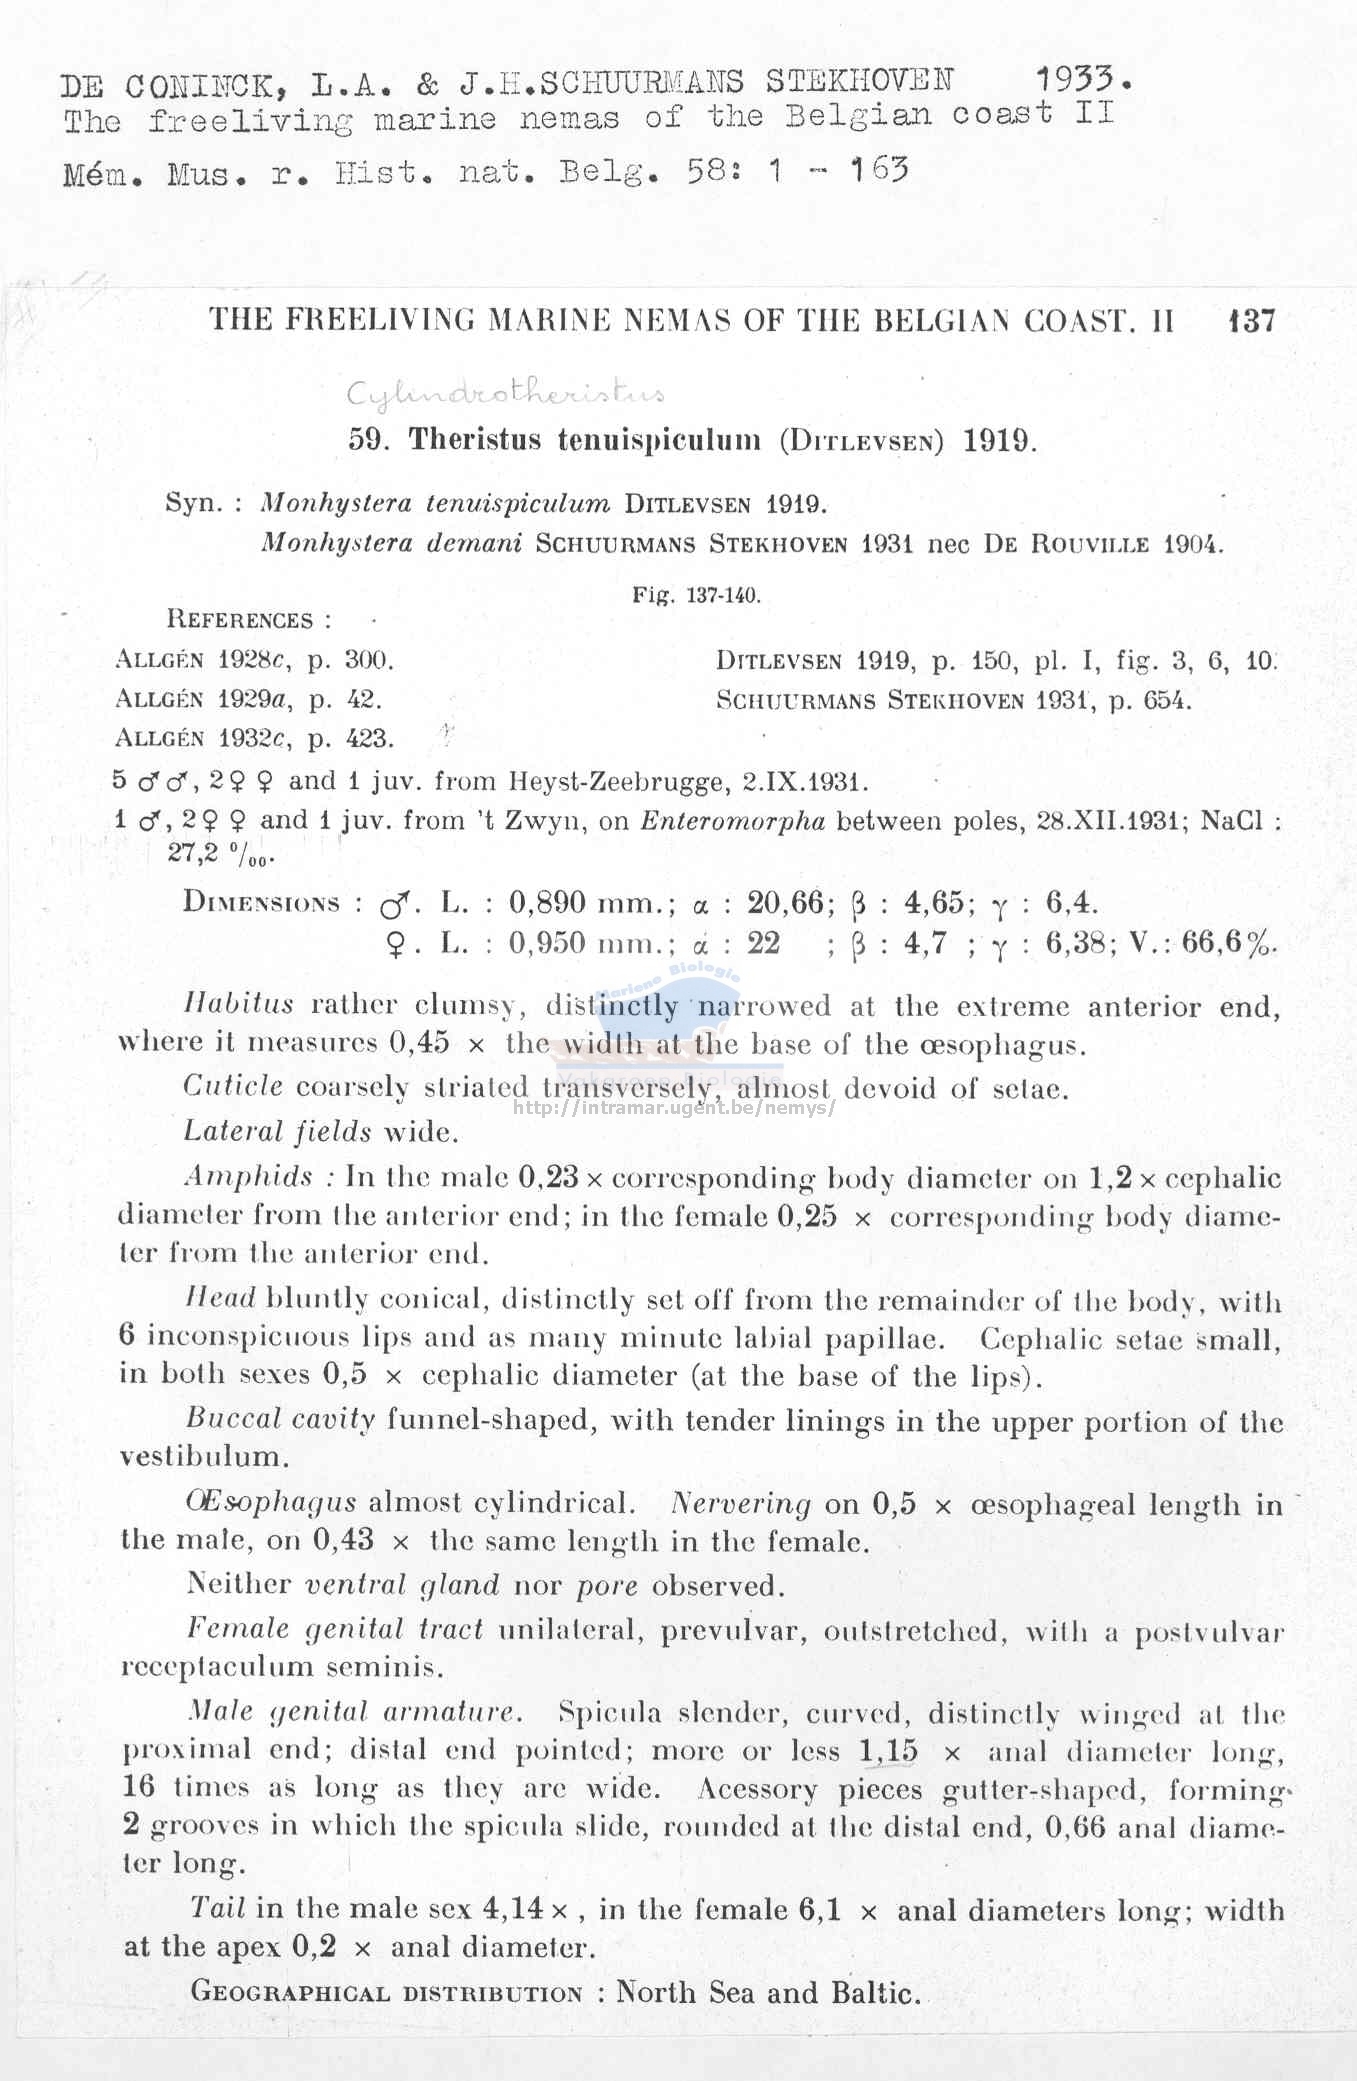 DE CONINCK, L.A. & J.H.SCHUURMANS STEKHOVEN 1933.
The freeliving marine nemas of the Belgian coast II
Mém. Mus. r. Hist. nat. Belg. 58: 1 - 163
THE FREELIVING MARINE NEMAS OF THE BELGIAN COAST. II 137
Cylindrotheristus
59. Theristus tenuispiculum (DITLEVSEN) 1919.
Syn. : Monhystera tenuispiculum DITLEVSEN 1919.
Monhystera demani SCHUURMANS STEKHOVEN 1931 nec DE ROUVILLE 1904.
Fig. 137-140.
REFERENCES :
ALLGÉN 1928c, p. 300.
ALLGÉN 1929a, p. 42.
ALLGÉN 1932c, p. 423.
DITLEVSEN 1919, p. 150, pl. I, fig. 3, 6, 10.
SCHUURMANS STEKHOVEN 1931, p. 654.
5 ♂♂, 2♀♀ and 1 juv. from Heyst-Zeebrugge, 2.IX.1931.
1 ♂, 2♀♀ and 1 juv. from 't Zwyn, on Enteromorpha between poles, 28.XII.1931; NaCl :
27,2 °/oo.
DIMENSIONS : ♂. L. : 0,890 mm.; α : 20,66; β : 4,65; γ : 6,4.
♀. L. : 0,950 mm.; α : 22 ; β : 4,7 ; γ : 6,38; V.: 66,6%.
Habitus rather clumsy, distinctly narrowed at the extreme anterior end,
where it measures 0,45 × the width at the base of the œsophagus.
Cuticle coarsely striated transversely, almost devoid of setae.
Lateral fields wide.
Amphids : In the male 0,23 × corresponding body diameter on 1,2 × cephalic
diameter from the anterior end; in the female 0,25 × corresponding body diame-
ter from the anterior end.
Head bluntly conical, distinctly set off from the remainder of the body, with
6 inconspicuous lips and as many minute labial papillae. Cephalic setae small,
in both sexes 0,5 × cephalic diameter (at the base of the lips).
Buccal cavity funnel-shaped, with tender linings in the upper portion of the
vestibulum.
Œsophagus almost cylindrical. Nervering on 0,5 × œsophageal length in
the male, on 0,43 × the same length in the female.
Neither ventral gland nor pore observed.
Female genital tract unilateral, prevulvar, outstretched, with a postvulvar
receptaculum seminis.
Male genital armature. Spicula slender, curved, distinctly winged at the
proximal end; distal end pointed; more or less 1,15 × anal diameter long,
16 times as long as they are wide. Acessory pieces gutter-shaped, forming
2 grooves in which the spicula slide, rounded at the distal end, 0,66 anal diame-
ter long.
Tail in the male sex 4,14 × , in the female 6,1 × anal diameters long; width
at the apex 0,2 × anal diameter.
GEOGRAPHICAL DISTRIBUTION : North Sea and Baltic.
Mariene Biologie
Vakgroep Biologie
http://intramar.ugent.be/nemys/